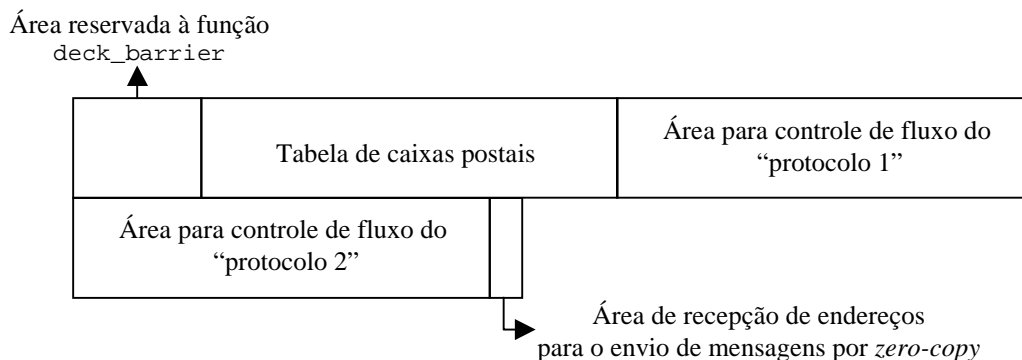 Área reservada à função
deck_barrier
Tabela de caixas postais
Área para controle de fluxo do
“protocolo 1”
Área para controle de fluxo do
“protocolo 2”
Área de recepção de endereços
para o envio de mensagens por zero-copy